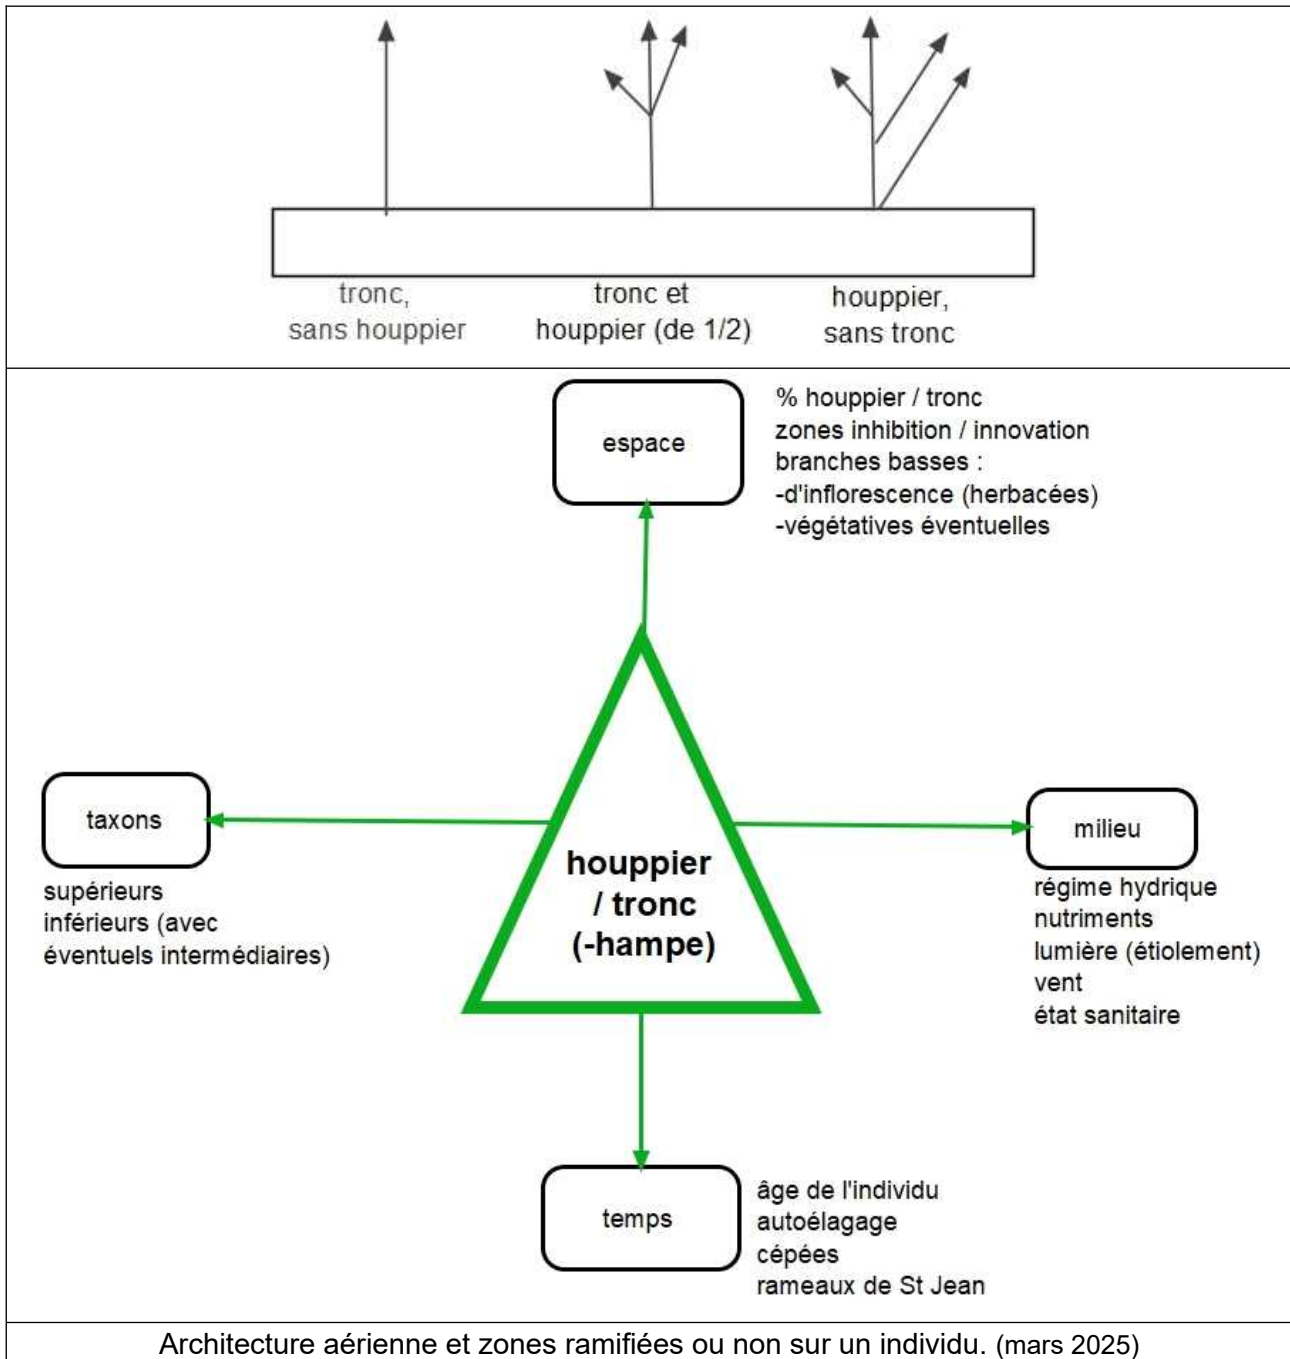 tronc,
sans houppier
tronc et
houppier (de 1/2)
houppier,
sans tronc
espace
% houppier / tronc
zones inhibition / innovation
branches basses :
-d'inflorescence (herbacées)
-végétatives éventuelles
taxons
supérieurs
inférieurs (avec
éventuels intermédiaires)
houppier
/ tronc
(-hampe)
milieu
régime hydrique
nutriments
lumière (étiolement)
vent
état sanitaire
temps
âge de l'individu
autoélagage
cépées
rameaux de St Jean
Architecture aérienne et zones ramifiées ou non sur un individu. (mars 2025)